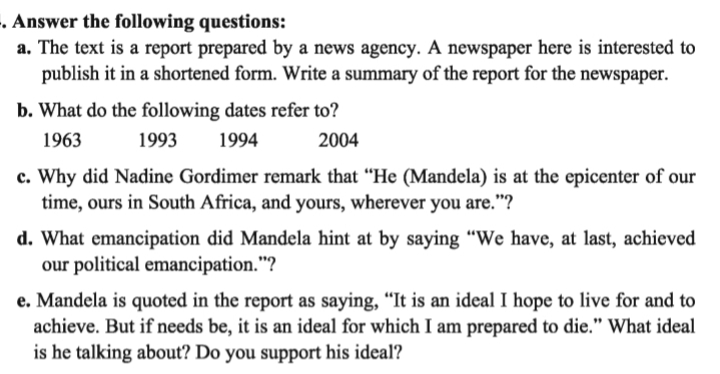 . Answer the following questions:
a. The text is a report prepared by a news agency. A newspaper here is interested to
publish it in a shortened form. Write a summary of the report for the newspaper.
b. What do the following dates refer to?
1963 1993 1994 2004
c. Why did Nadine Gordimer remark that “He (Mandela) is at the epicenter of our
time, ours in South Africa, and yours, wherever you are.”?
d. What emancipation did Mandela hint at by saying “We have, at last, achieved
our political emancipation.”?
e. Mandela is quoted in the report as saying, “It is an ideal I hope to live for and to
achieve. But if needs be, it is an ideal for which I am prepared to die.” What ideal
is he talking about? Do you support his ideal?